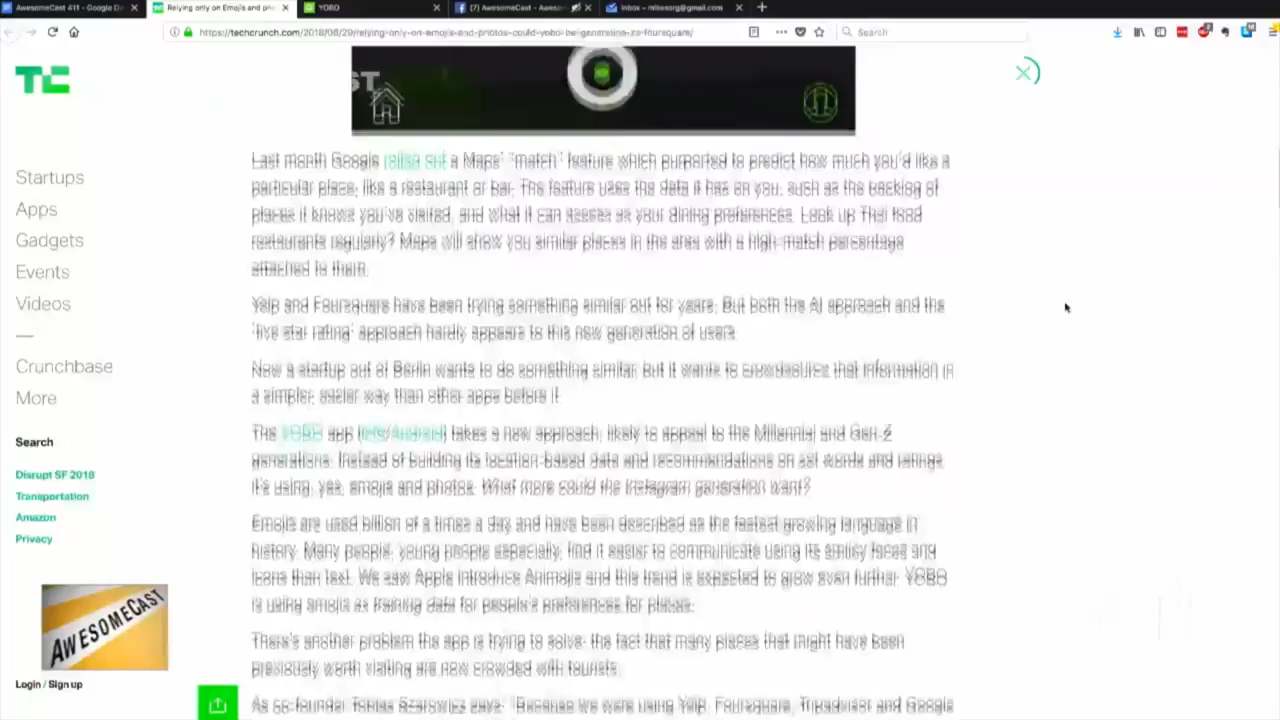 AwesomeCast 411 - Google D
Relying only on Emojis and pho
YOBO
(7) AwesomeCast - Aweso
Inbox - mikesorg@gmail.com
https://techcrunch.com/2018/08/29/relying-only-on-emojis-and-photos-could-yobo-be-generation-zs-foursquare/
Search
TC
ST
Startups
Apps
Gadgets
Events
Videos
—
Crunchbase
More
Search
Disrupt SF 2018
Transportation
Amazon
Privacy
AWESOMECAST
Login / Sign up
Last month Google rolled out a Maps' "match" feature which purported to predict how much you'd like a
particular place, like a restaurant or bar. The feature uses the data it has on you, such as the backlog of
places it knows you've visited, and what it can assess as your dining preferences. Look up Thai food
restaurants regularly? Maps will show you similar places in the area with a high-match percentage
attached to them.
Yelp and Foursquare have been trying something similar out for years. But both the AI approach and the
'five star rating' approach hardly appears to this new generation of users.
Now a startup out of Berlin wants to do something similar, but it wants to crowdsource that information in
a simpler, easier way than other apps before it.
The YOBO app (iOS/Android) takes a new approach, likely to appeal to the Millennial and Gen-Z
generations. Instead of building its location-based data and recommendations on set words and ratings
it's using, yes, emojis and photos. What more could the Instagram generation want?
Emojis are used billion of a times a day and have been described as the fastest growing language in
history. Many people, young people especially, find it easier to communicate using its smiley faces and
icons than text. We saw Apple introduce Animojis and this trend is expected to grow even further. YOBO
is using emojis as training data for people's preferences for places.
There's another problem the app is trying to solve: the fact that many places that might have been
previously worth visiting are now crowded with tourists.
As co-founder Tobias Szarowicz says: "Because we were using Yelp, Foursquare, Tripadvisor and Google